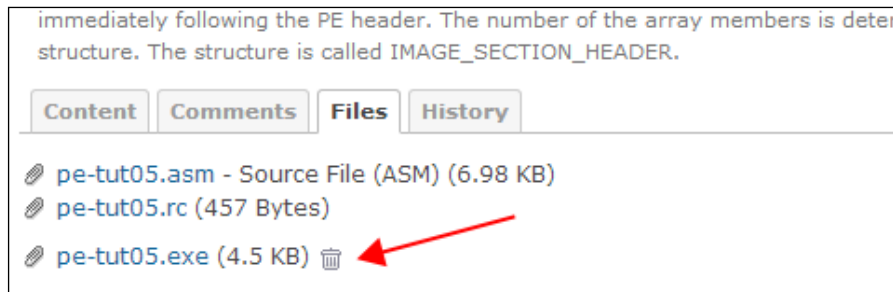 immediately following the PE header. The number of the array members is
structure. The structure is called IMAGE_SECTION_HEADER.
Content Comments Files History
pe-tut05.asm - Source File (ASM) (6.98 KB)
pe-tut05.rc (457 Bytes)
pe-tut05.exe (4.5 KB)